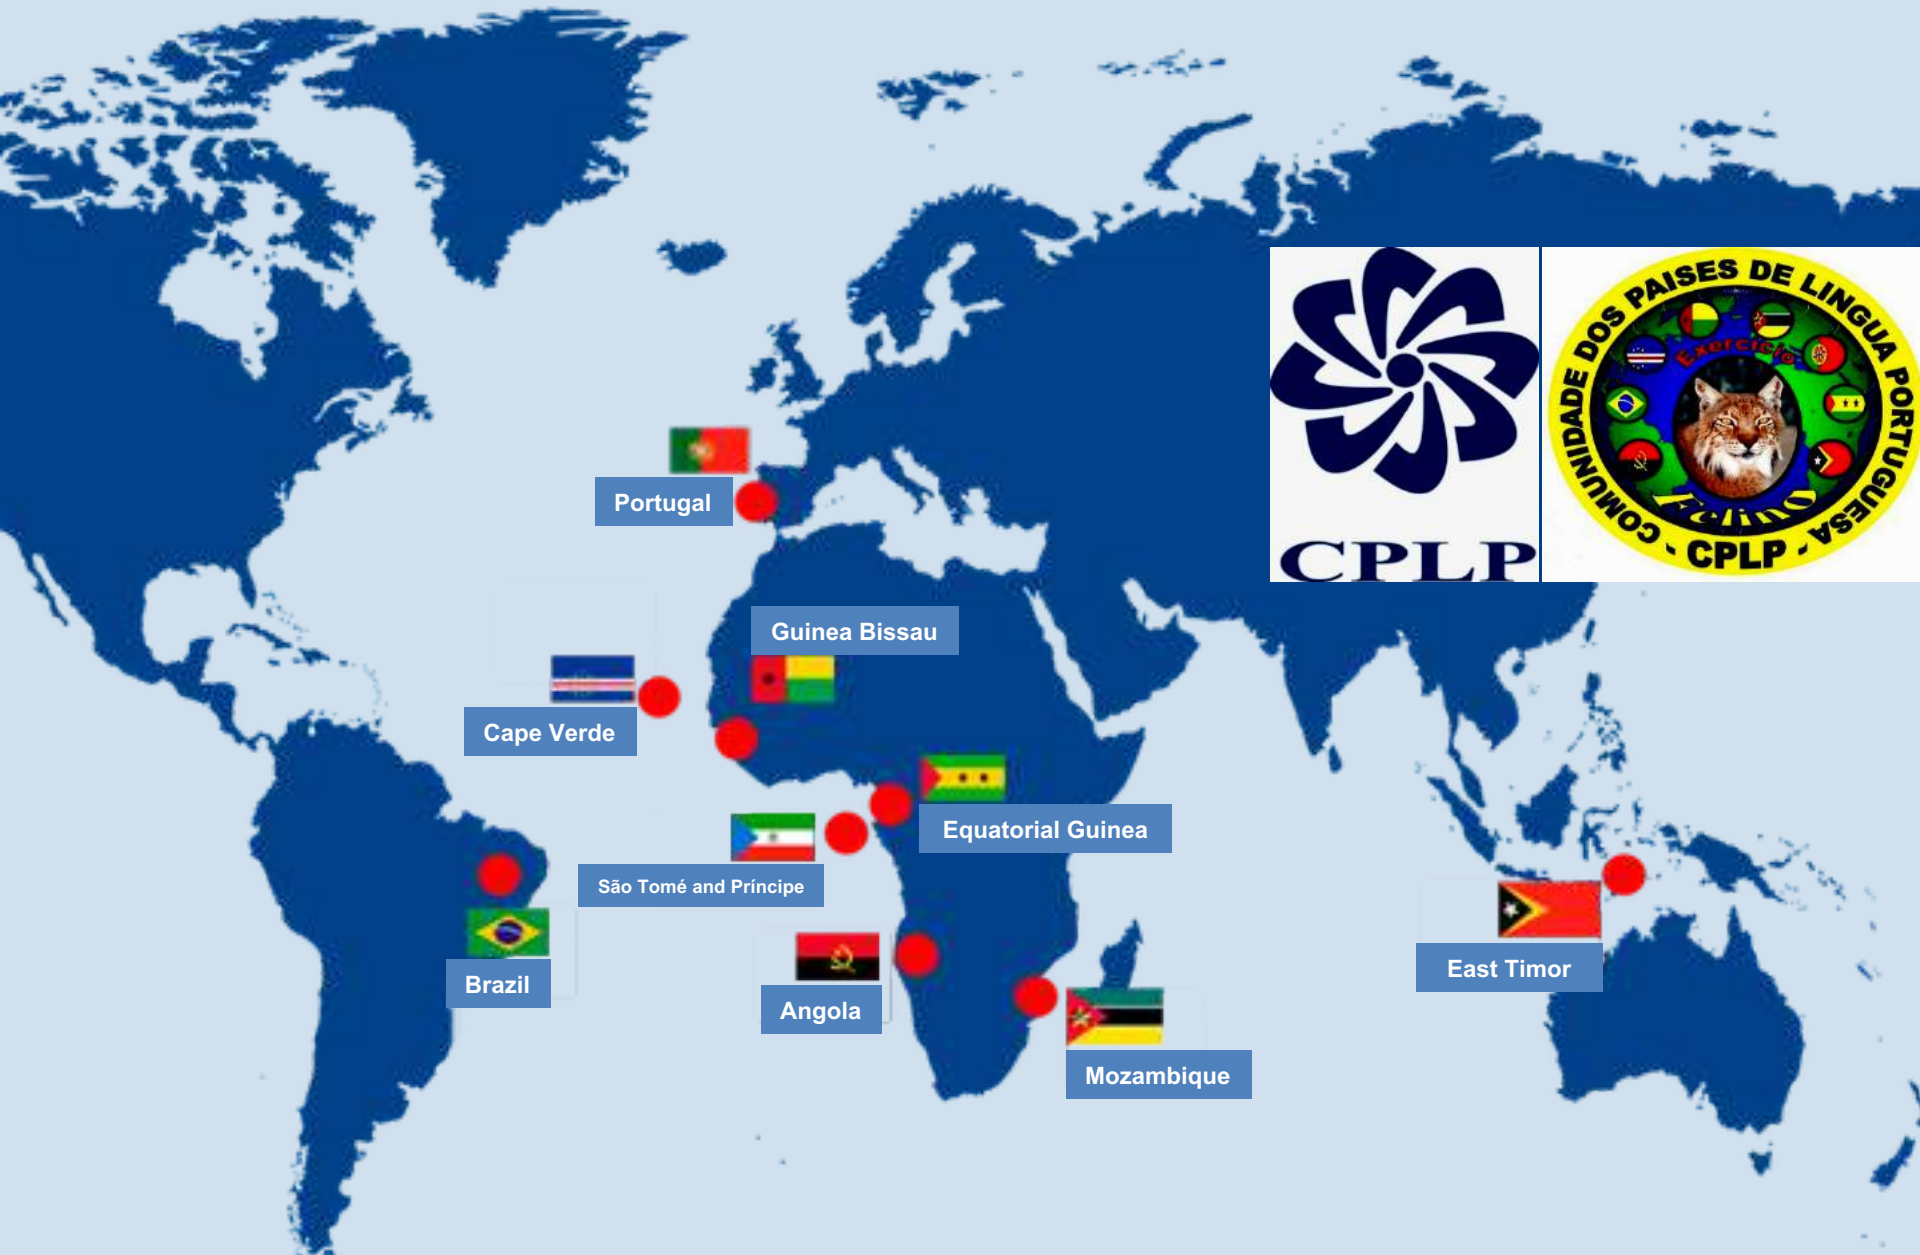 COMUNIDADE DOS PAISES DE LINGUA PORTUGUESA
Exercicio
Felino
- CPLP -
CPLP
Portugal
Guinea Bissau
Cape Verde
Equatorial Guinea
São Tomé and Príncipe
Brazil
Angola
East Timor
Mozambique